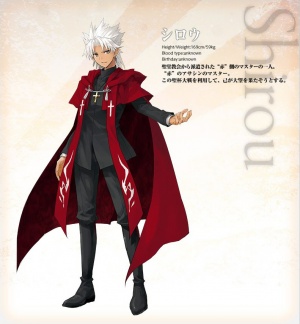 シロウ
Height/Weight:169cm/59kg
Blood type:unknown
Birthday:unknown
聖堂教会から派遣された“赤”側のマスターの一人。
“赤”のアサシンのマスター。
この聖杯大戦を利用して、己が大望を果たそうとする。
Shirou